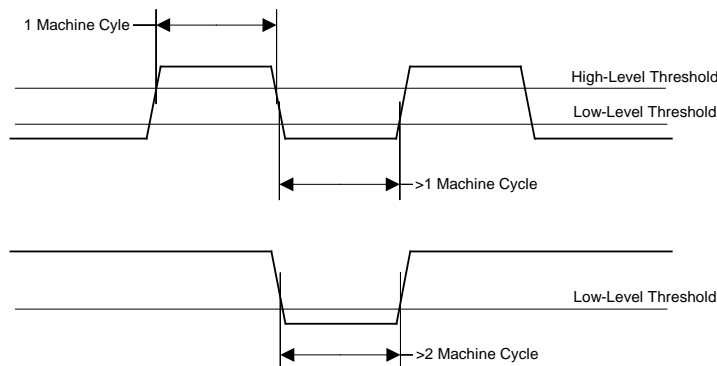 1 Machine Cyle
High-Level Threshold
Low-Level Threshold
>1 Machine Cycle
Low-Level Threshold
>2 Machine Cycle